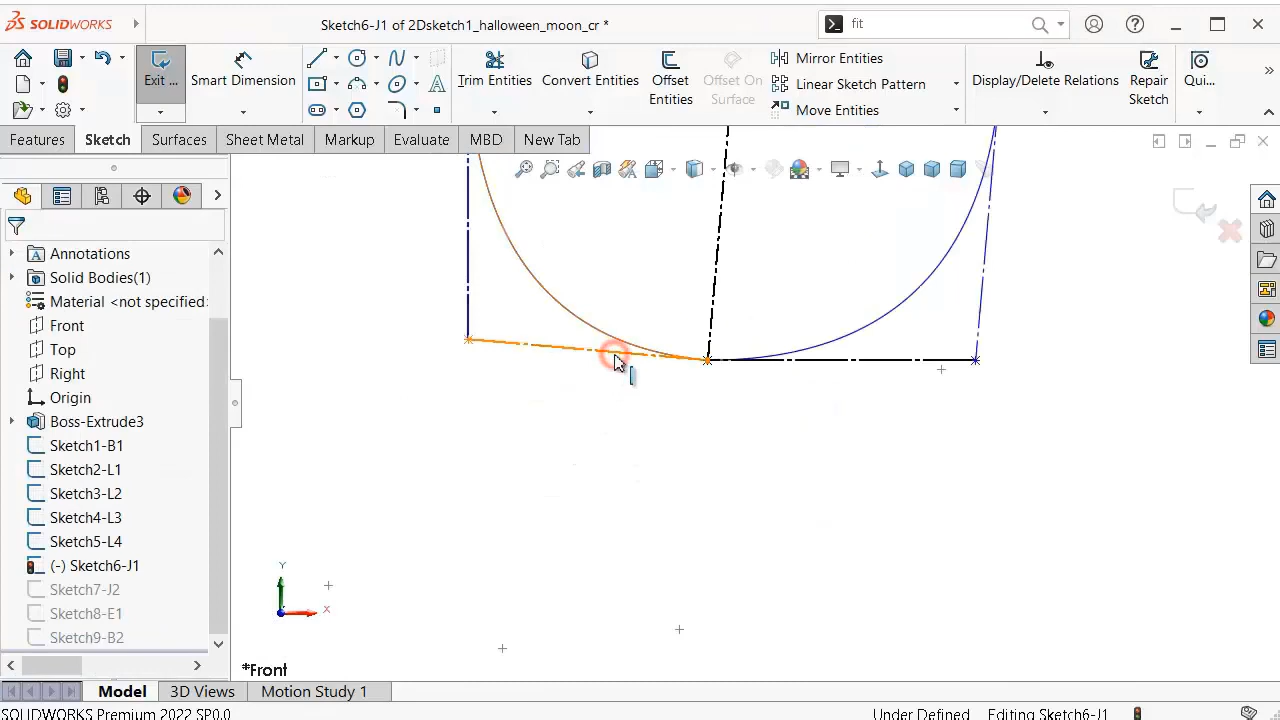 SOLIDWORKS
Sketch6-J1 of 2Dsketch1_halloween_moon_cr *
fit
Exit ...
Smart Dimension
Trim Entities
Convert Entities
Offset
Entities
Offset On
Surface
Mirror Entities
Linear Sketch Pattern
Move Entities
Display/Delete Relations
Repair
Sketch
Qui...
Features
Sketch
Surfaces
Sheet Metal
Markup
Evaluate
MBD
New Tab
Annotations
Solid Bodies(1)
Material <not specified>
Front
Top
Right
Origin
Boss-Extrude3
Sketch1-B1
Sketch2-L1
Sketch3-L2
Sketch4-L3
Sketch5-L4
(-) Sketch6-J1
Sketch7-J2
Sketch8-E1
Sketch9-B2
Y
X
*Front
Model
3D Views
Motion Study 1
SOLIDWORKS Premium 2022 SP0.0
Under Defined
Editing Sketch6-J1